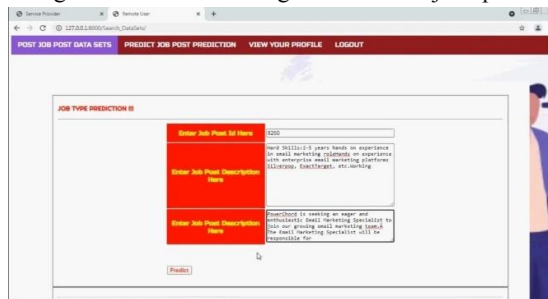 Service Provider
Remote User
127.0.0.1:8000/Search_DataSets/
POST JOB POST DATA SETS PREDICT JOB POST PREDICTION VIEW YOUR PROFILE LOGOUT
JOB TYPE PREDICTION !!!
Enter Job Post Id Here
Enter Job Post Description Here
Hard Skills:2-5 years hands on experience
in email marketing roleHands on experience
with enterprise email marketing platforms
Silverpop, ExactTarget, etc.Working
Enter Job Post Description Here
PowerChord is seeking an eager and
enthusiastic Email Marketing Specialist to
join our growing email marketing team.Â
The Email Marketing Specialist will be
responsible for
Predict